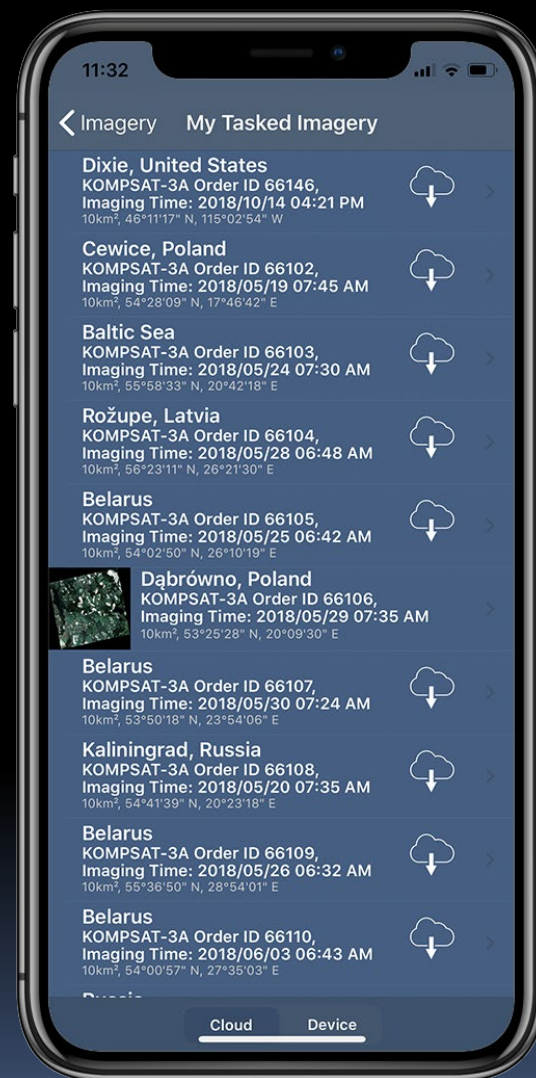 11:32
Imagery
My Tasked Imagery
Dixie, United States
KOMPSAT-3A Order ID 66146,
Imaging Time: 2018/10/14 04:21 PM
10km², 46°11'17" N, 115°02'54" W
Cewice, Poland
KOMPSAT-3A Order ID 66102,
Imaging Time: 2018/05/19 07:45 AM
10km², 54°28'09" N, 17°46'42" E
Baltic Sea
KOMPSAT-3A Order ID 66103,
Imaging Time: 2018/05/24 07:30 AM
10km², 55°58'33" N, 20°42'18" E
Rožupe, Latvia
KOMPSAT-3A Order ID 66104,
Imaging Time: 2018/05/28 06:48 AM
10km², 56°23'11" N, 26°21'30" E
Belarus
KOMPSAT-3A Order ID 66105,
Imaging Time: 2018/05/25 06:42 AM
10km², 54°02'50" N, 26°10'19" E
Dąbrówno, Poland
KOMPSAT-3A Order ID 66106,
Imaging Time: 2018/05/29 07:35 AM
10km², 53°25'28" N, 20°09'30" E
Belarus
KOMPSAT-3A Order ID 66107,
Imaging Time: 2018/05/30 07:24 AM
10km², 53°50'18" N, 23°54'06" E
Kaliningrad, Russia
KOMPSAT-3A Order ID 66108,
Imaging Time: 2018/05/20 07:35 AM
10km², 54°41'39" N, 20°23'18" E
Belarus
KOMPSAT-3A Order ID 66109,
Imaging Time: 2018/05/26 06:32 AM
10km², 55°36'50" N, 28°54'01" E
Belarus
KOMPSAT-3A Order ID 66110,
Imaging Time: 2018/06/03 06:43 AM
10km², 54°00'57" N, 27°35'03" E
Cloud
Device